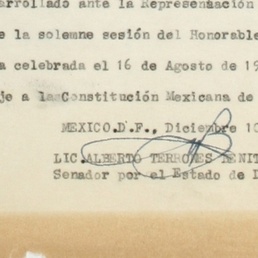 arrollado ante la Representación
e la solemne sesión del Honorable
a celebrada el 16 de Agosto de 19
je a la Constitución Mexicana de
MEXICO.D.F., Diciembre 10
LIC.ALBERTO TERRONES BENIT
Senador por el Estado de D